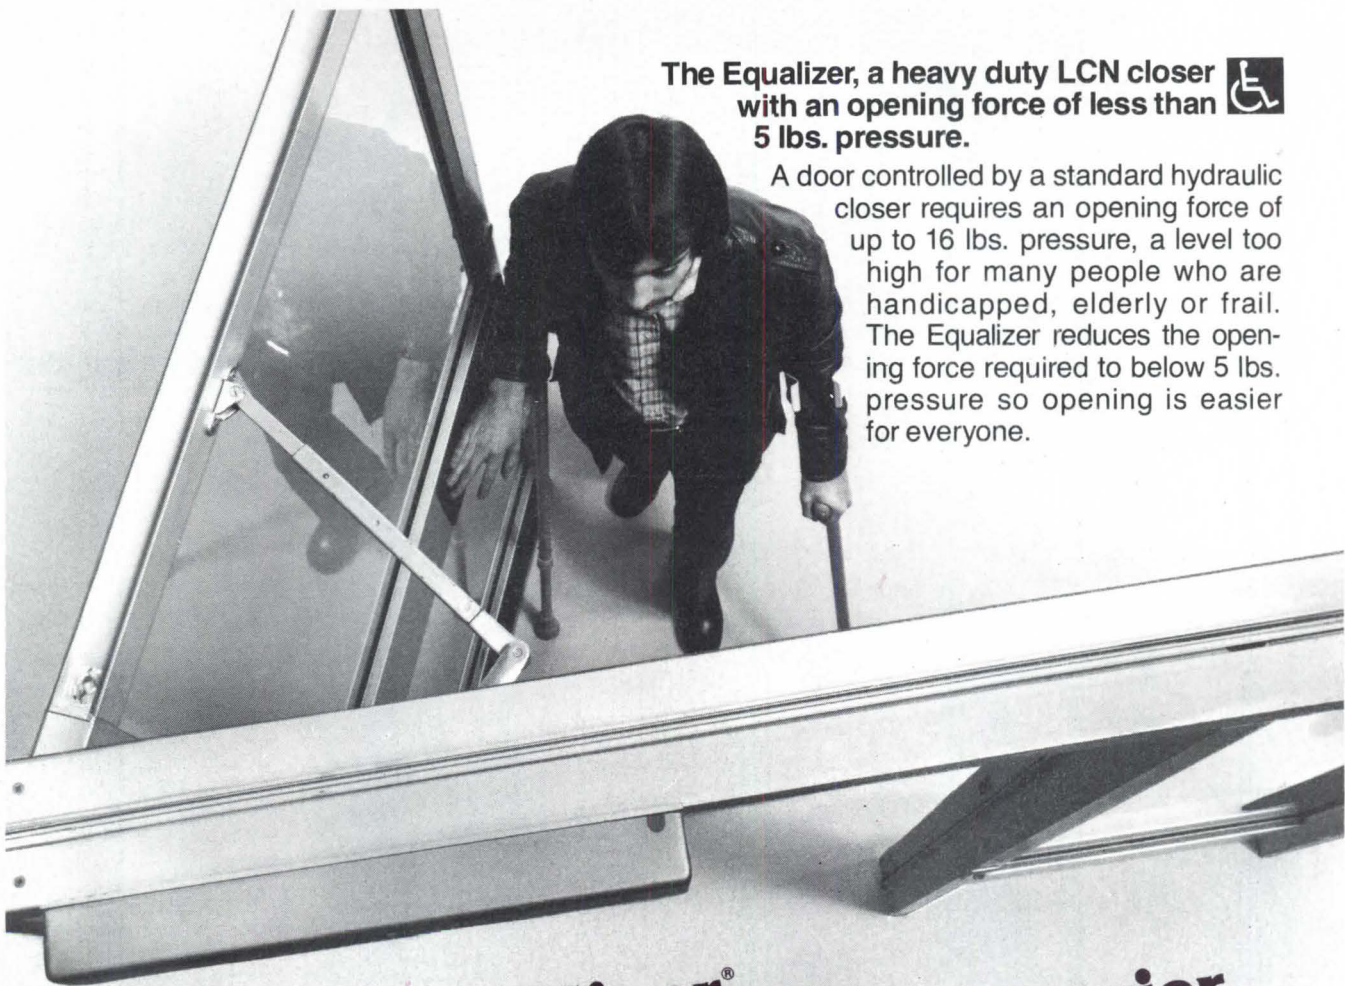 The Equalizer, a heavy duty LCN closer
with an opening force of less than
5 lbs. pressure.
A door controlled by a standard hydraulic
closer requires an opening force of
up to 16 lbs. pressure, a level too
high for many people who are
handicapped, elderly or frail.
The Equalizer reduces the open-
ing force required to below 5 lbs.
pressure so opening is easier
for everyone.